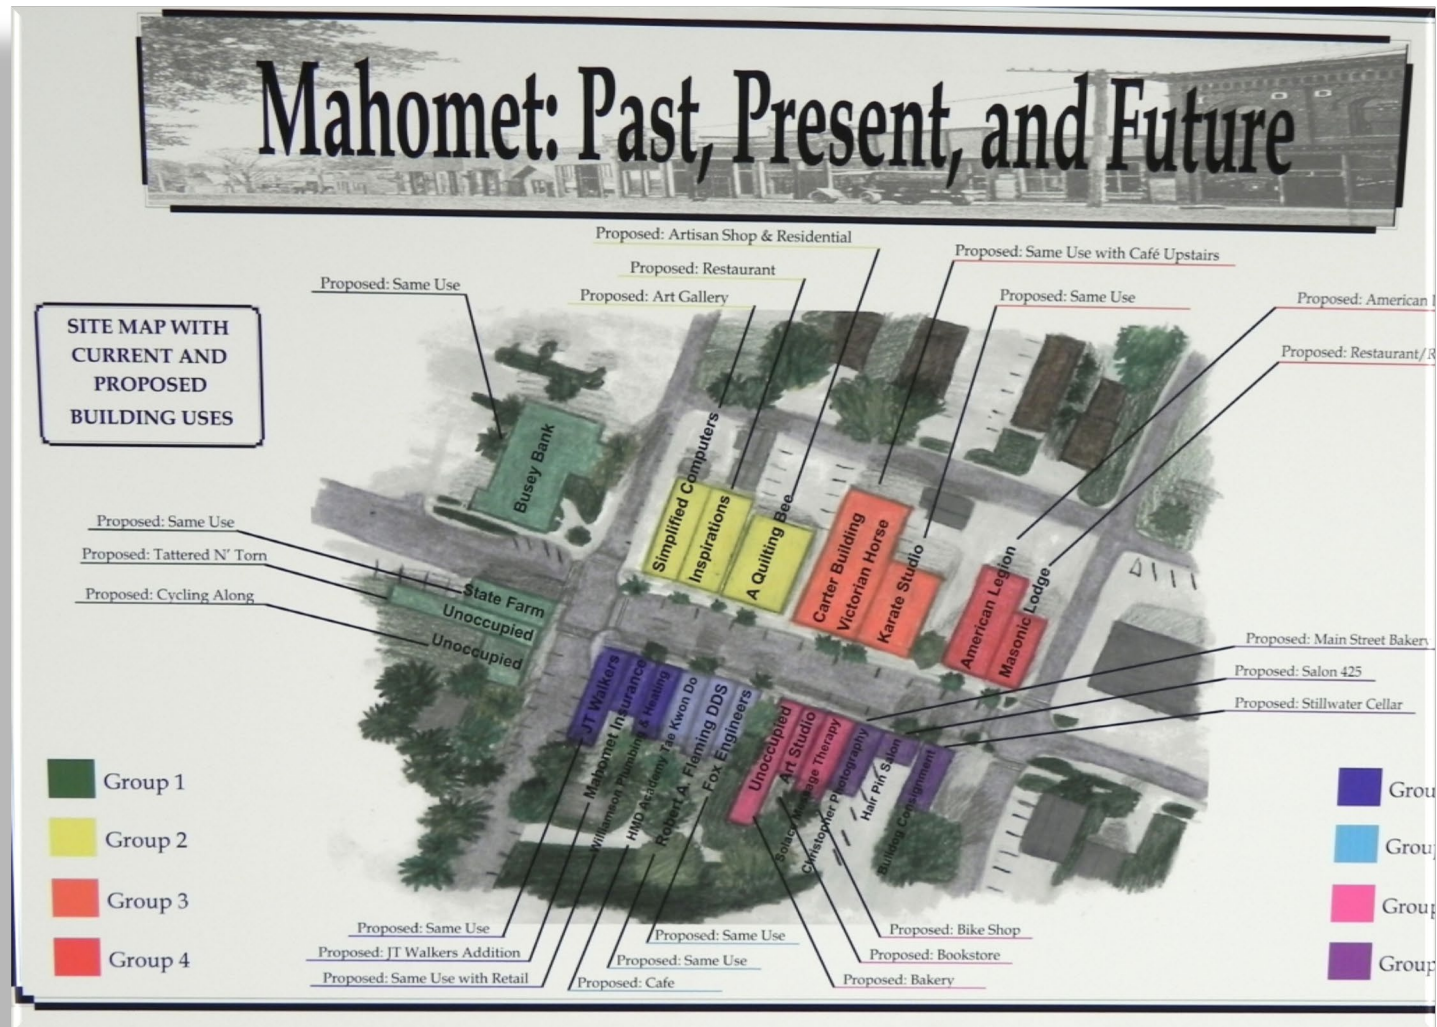 Mahomet: Past, Present, and Future
Proposed: Artisan Shop & Residential
Proposed: Restaurant
Proposed: Art Gallery
Proposed: Same Use with Café Upstairs
Proposed: Same Use
Proposed: Same Use
Proposed: American
Proposed: Restaurant/R
SITE MAP WITH
CURRENT AND
PROPOSED
BUILDING USES
Busey Bank
Simplified Computers
Inspirations
A Quilting Bee
Carter Building
Victorian Horse
Karate Studio
American Legion
Masonic Lodge
Proposed: Same Use
Proposed: Tattered N' Torn
Proposed: Cycling Along
State Farm
Unoccupied
Unoccupied
Proposed: Main Street Bakery
Proposed: Salon 425
Proposed: Stillwater Cellar
JT Walkers
Mahomet Insurance
Williamson Plumbing & Heating
HMD Academy Tae Kwon Do
Robert A. Fleming DDS
Fox Engineers
Unoccupied
Art Studio
Solace Massage Therapy
Christopher Photography
Hair Pin Salon
Bulldog Consignment
Group 1
Group 2
Group 3
Group 4
Grou
Group
Group
Group
Proposed: Same Use
Proposed: JT Walkers Addition
Proposed: Same Use with Retail
Proposed: Same Use
Proposed: Same Use
Proposed: Cafe
Proposed: Bike Shop
Proposed: Bookstore
Proposed: Bakery